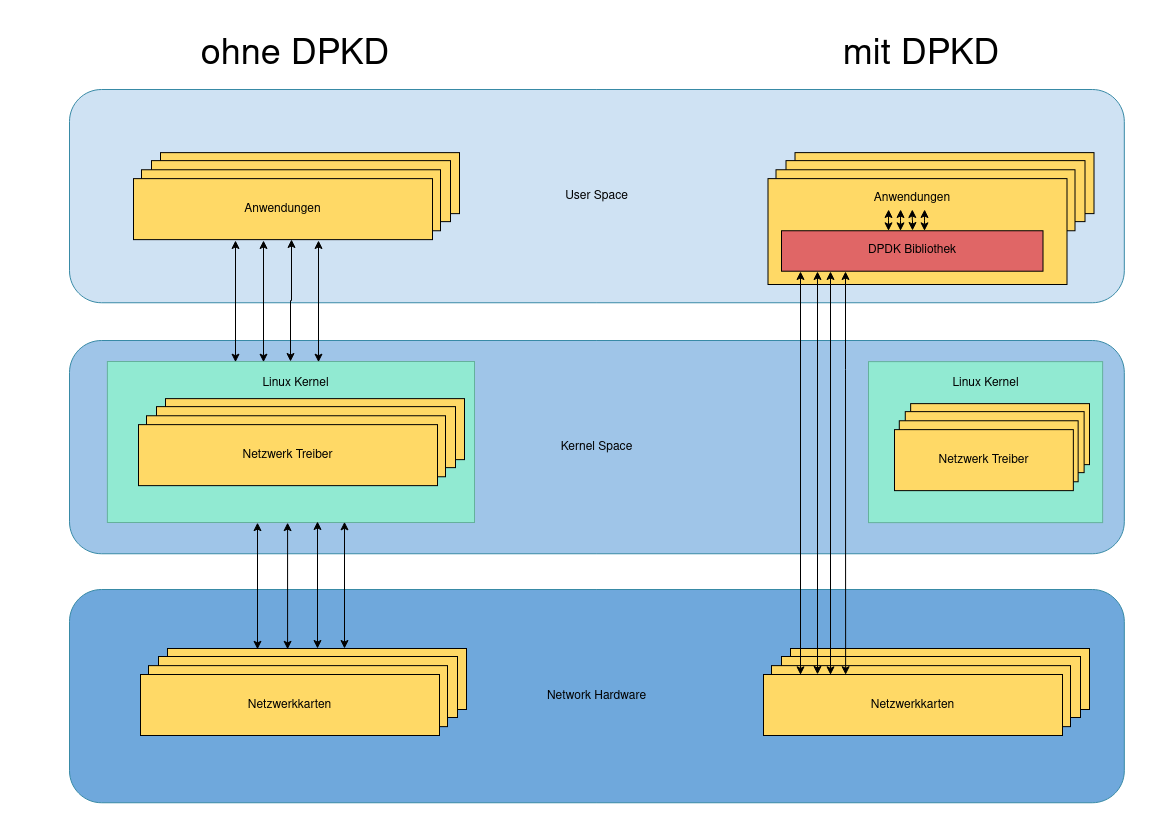 ohne DPKD
mit DPKD
Anwendungen
User Space
Anwendungen
DPDK Bibliothek
Linux Kernel
Netzwerk Treiber
Kernel Space
Linux Kernel
Netzwerk Treiber
Netzwerkkarten
Network Hardware
Netzwerkkarten